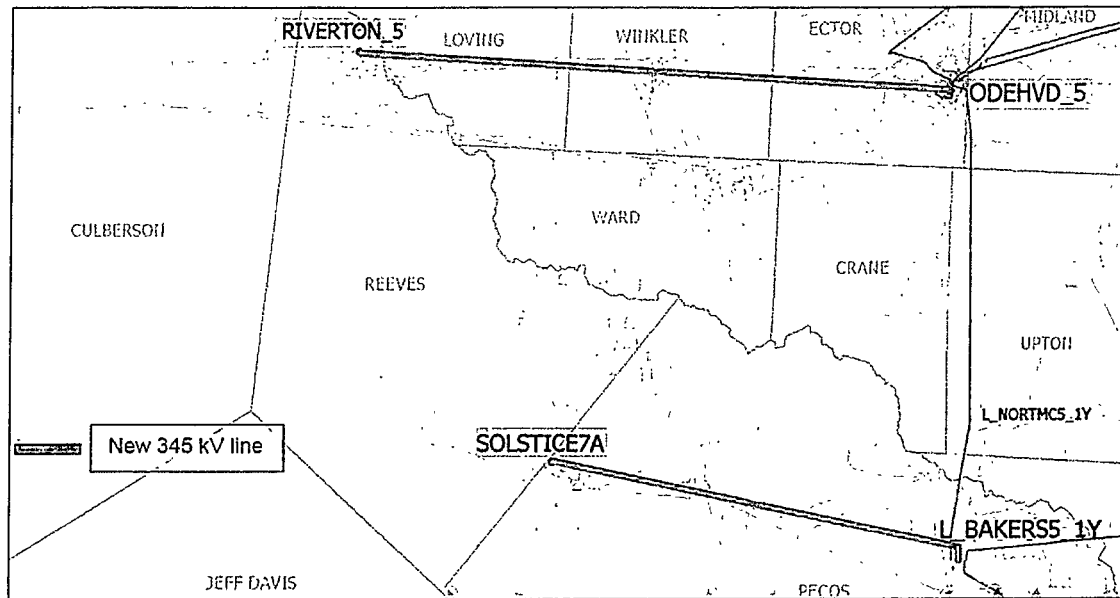 RIVERTON_5
LOVING
WINKLER
ECTOR
MIDLAND
ODEHVD_5
CULBERSON
WARD
REEVES
CRANE
UPTON
L_NORTMC5_1Y
New 345 kV line
SOLSTICE7A
L_BAKERS5_1Y
JEFF DAVIS
PECOS